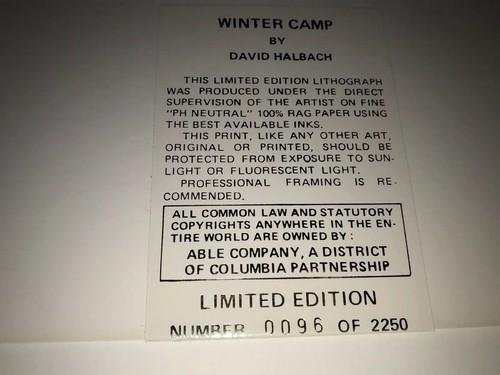 WINTER CAMP
BY
DAVID HALBACH
THIS LIMITED EDITION LITHOGRAPH
WAS PRODUCED UNDER THE DIRECT
SUPERVISION OF THE ARTIST ON FINE
"PH NEUTRAL" 100% RAG PAPER USING
THE BEST AVAILABLE INKS.
THIS PRINT, LIKE ANY OTHER ART,
ORIGINAL OR PRINTED, SHOULD BE
PROTECTED FROM EXPOSURE TO SUN-
LIGHT OR FLUORESCENT LIGHT.
PROFESSIONAL FRAMING IS RE-
COMMENDED.
ALL COMMON LAW AND STATUTORY
COPYRIGHTS ANYWHERE IN THE EN-
TIRE WORLD ARE OWNED BY:
ABLE COMPANY, A DISTRICT
OF COLUMBIA PARTNERSHIP
LIMITED EDITION
NUMBER 0096 OF 2250